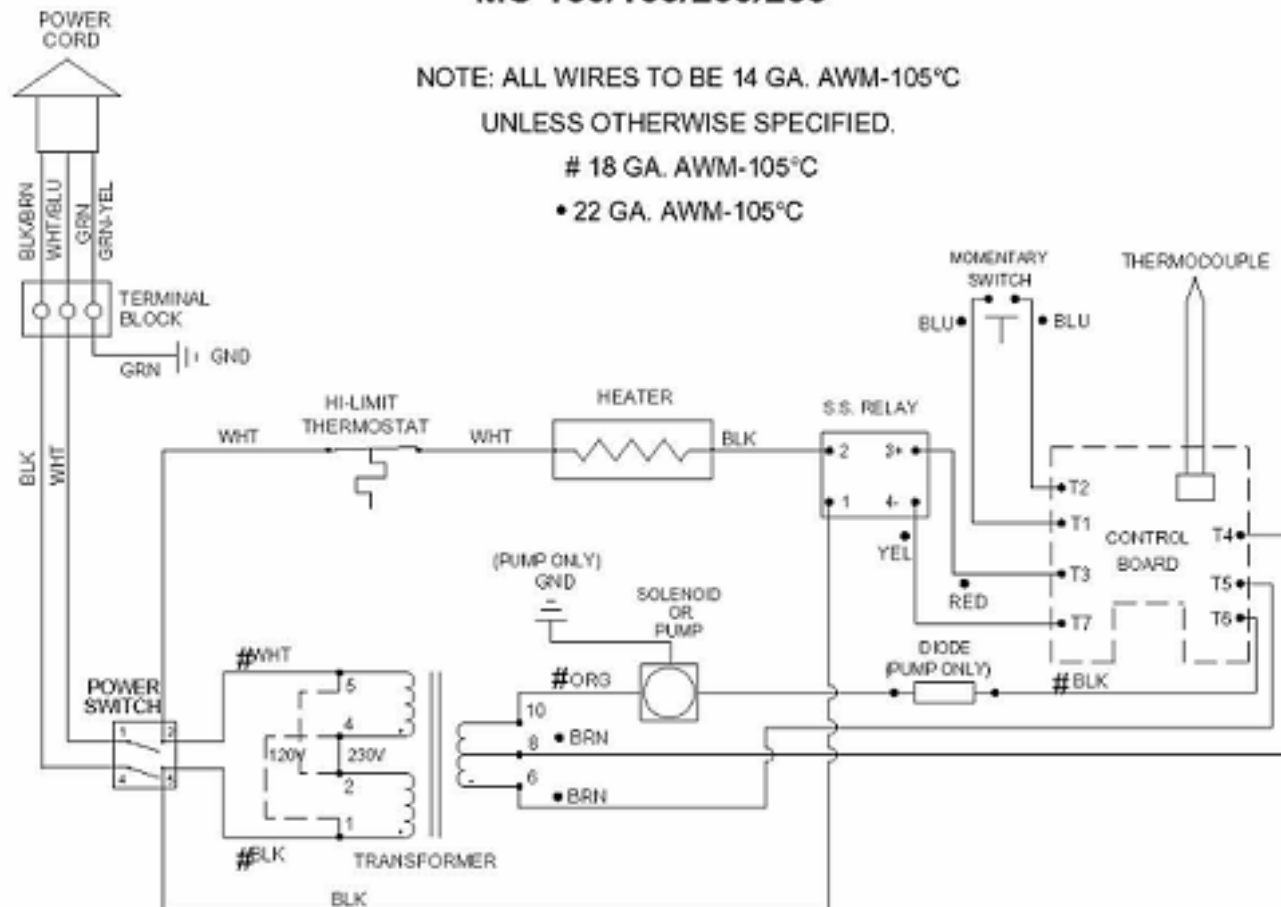 POWER
CORD
NOTE: ALL WIRES TO BE 14 GA. AWM-105°C
UNLESS OTHERWISE SPECIFIED.
# 18 GA. AWM-105°C
• 22 GA. AWM-105°C
BLK/BRN
WHT/BLU
GRN
GRN-YEL
TERMINAL
BLOCK
GRN
GND
MOMENTARY
SWITCH
THERMOCOUPLE
BLU •
• BLU
HI-LIMIT
THERMOSTAT
HEATER
S.S. RELAY
WHT
WHT
BLK
2
3+
1
4-
BLK
WHT
T2
T1
CONTROL
BOARD
T4
T3
T5
T7
T6
YEL
RED
(PUMP ONLY)
GND
SOLENOID
OR
PUMP
DIODE
(PUMP ONLY)
#BLK
#WHT
#ORG
POWER
SWITCH
1
2
4
5
5
4
120V
230V
2
1
10
8
6
• BRN
• BRN
#BLK
TRANSFORMER
BLK